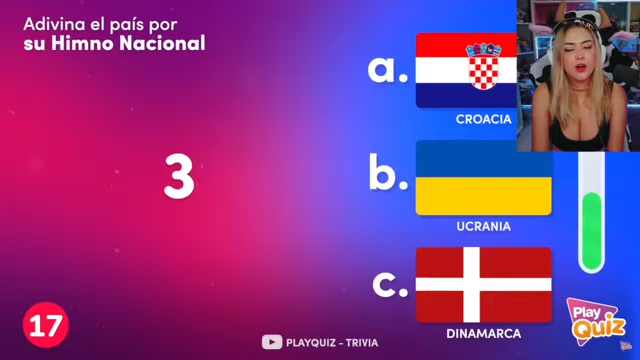 Adivina el país por
su Himno Nacional
a.
CROACIA
3
b.
UCRANIA
c.
DINAMARCA
17
PLAYQUIZ - TRIVIA
Play
Quiz